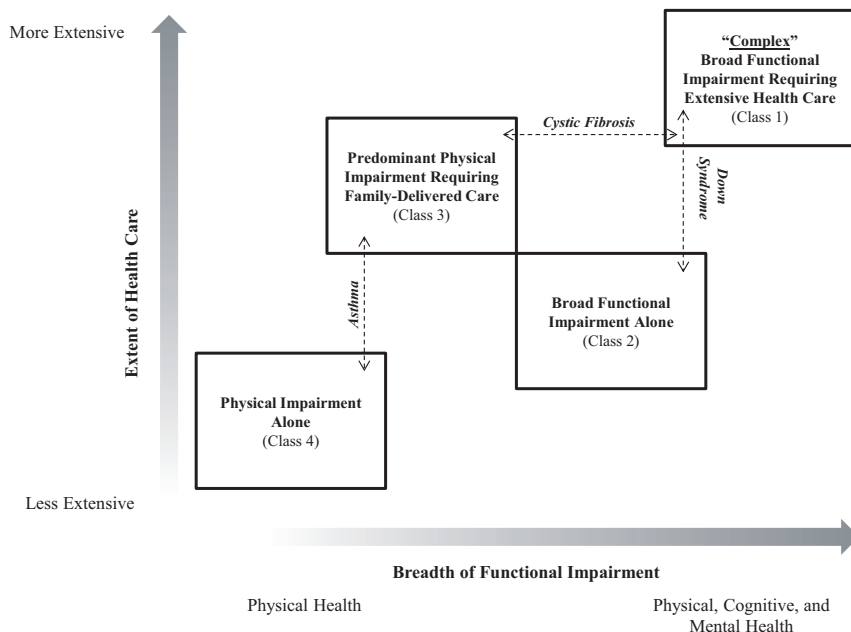 More Extensive
“Complex”
Broad Functional
Impairment Requiring
Extensive Health Care
(Class 1)
Cystic Fibrosis
Predominant Physical
Impairment Requiring
Family-Delivered Care
(Class 3)
Down
Syndrome
Extent of Health Care
Asthma
Broad Functional
Impairment Alone
(Class 2)
Physical Impairment
Alone
(Class 4)
Less Extensive
Breadth of Functional Impairment
Physical Health
Physical, Cognitive, and
Mental Health